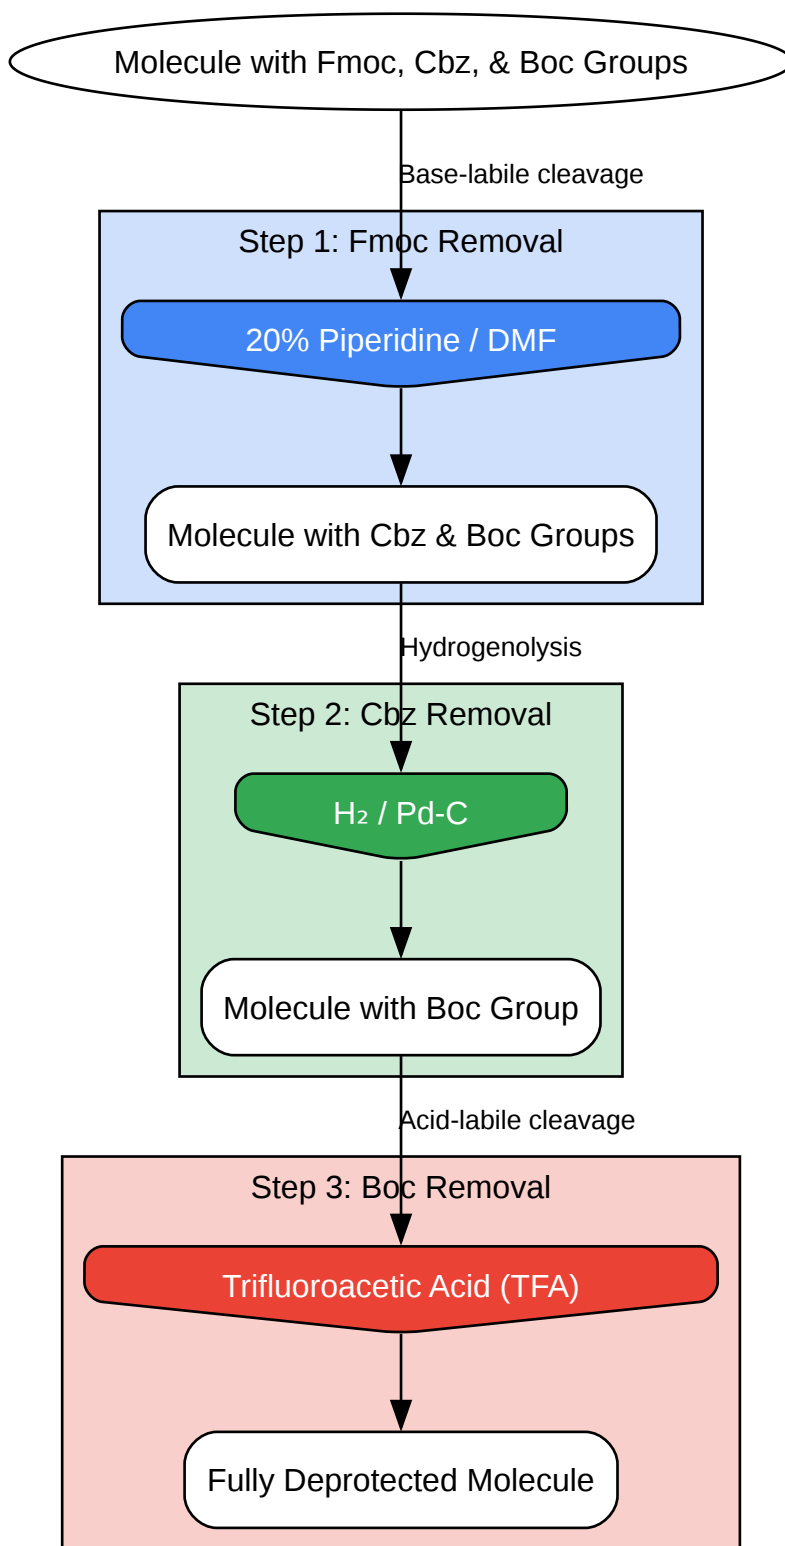 Molecule with Fmoc, Cbz, & Boc Groups
Base-labile cleavage
Step 1: Fmoc Removal
20% Piperidine / DMF
Molecule with Cbz & Boc Groups
Hydrogenolysis
Step 2: Cbz Removal
H₂ / Pd-C
Molecule with Boc Group
Acid-labile cleavage
Step 3: Boc Removal
Trifluoroacetic Acid (TFA)
Fully Deprotected Molecule